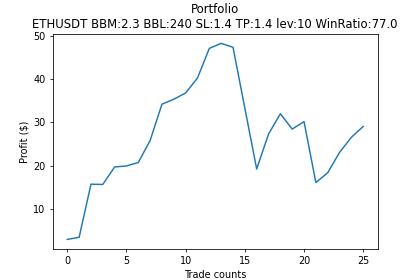 Portfolio
ETHUSDT BBM:2.3 BBL:240 SL:1.4 TP:1.4 lev:10 WinRatio:77.0
50
40
30
20
10
Profit ($)
0 5 10 15 20 25
Trade counts